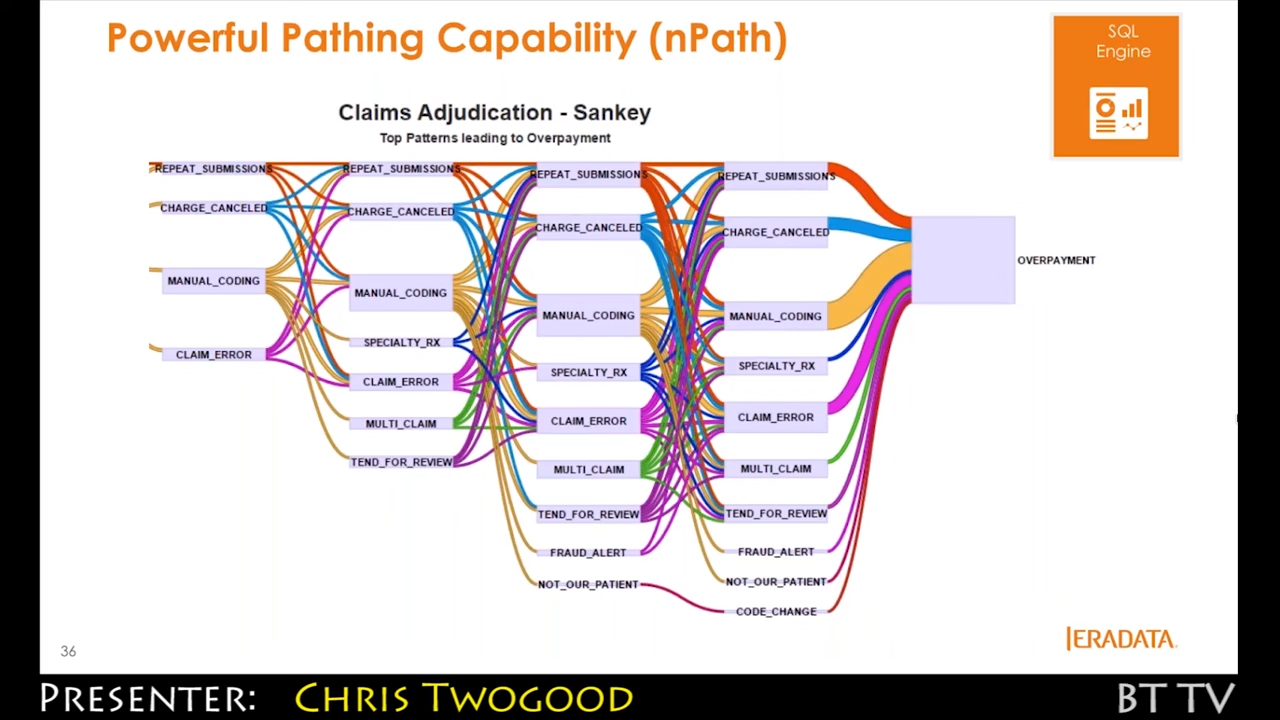 Powerful Pathing Capability (nPath)
SQL
Engine
Claims Adjudication - Sankey
Top Patterns leading to Overpayment
REPEAT_SUBMISSIONS
CHARGE_CANCELED
MANUAL_CODING
CLAIM_ERROR
REPEAT_SUBMISSIONS
CHARGE_CANCELED
MANUAL_CODING
SPECIALTY_RX
CLAIM_ERROR
MULTI_CLAIM
TEND_FOR_REVIEW
REPEAT_SUBMISSIONS
CHARGE_CANCELED
MANUAL_CODING
SPECIALTY_RX
CLAIM_ERROR
MULTI_CLAIM
TEND_FOR_REVIEW
FRAUD_ALERT
NOT_OUR_PATIENT
REPEAT_SUBMISSIONS
CHARGE_CANCELED
MANUAL_CODING
SPECIALTY_RX
CLAIM_ERROR
MULTI_CLAIM
TEND_FOR_REVIEW
FRAUD_ALERT
NOT_OUR_PATIENT
CODE_CHANGE
OVERPAYMENT
36
ERADATA.
PRESENTER: CHRIS TWOGOOD
BT TV